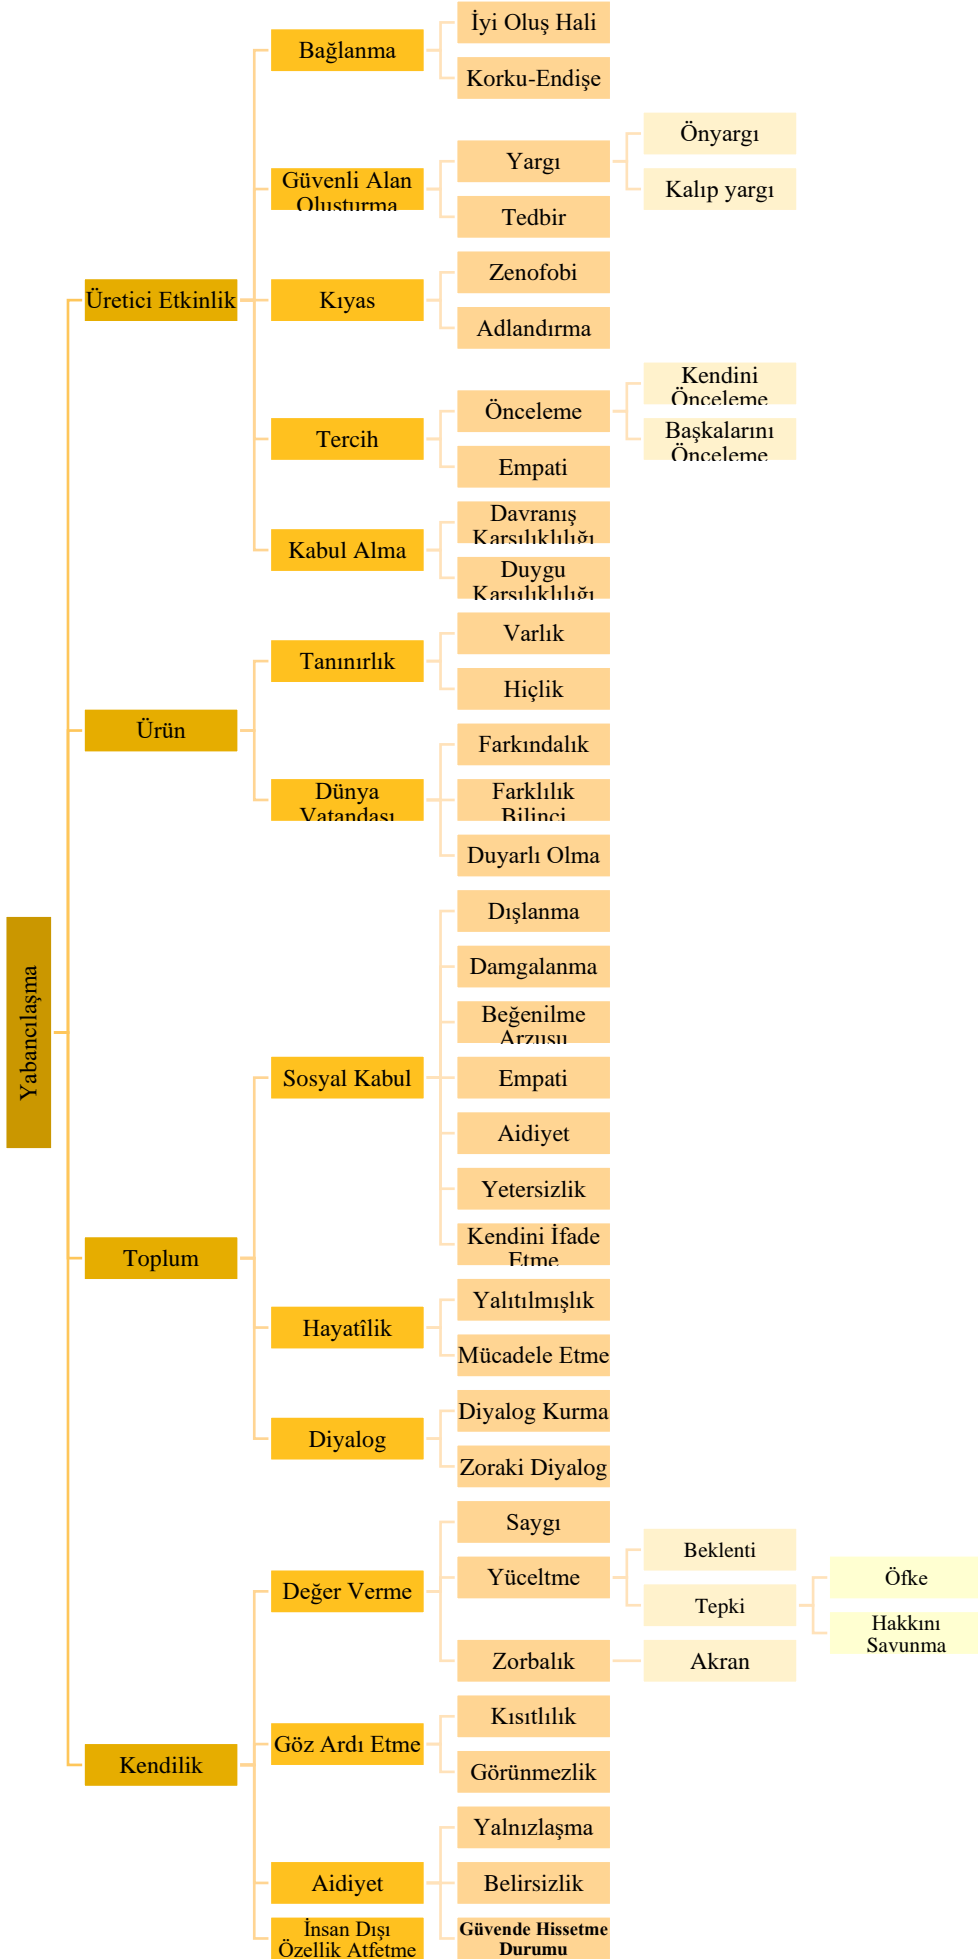 Yabancılaşma
Üretici Etkinlik
Bağlanma
İyi Oluş Hali
Korku-Endişe
Güvenli Alan
Oluşturma
Yargı
Önyargı
Kalıp yargı
Tedbir
Kıyas
Zenofobi
Adlandırma
Tercih
Önceleme
Kendini
Önceleme
Başkalarını
Önceleme
Empati
Kabul Alma
Davranış
Karşılıklılığı
Duygu
Karşılıklılığı
Ürün
Tanınırlık
Varlık
Hiçlik
Dünya
Vatandaşı
Farkındalık
Farklılık
Bilinci
Duyarlı Olma
Toplum
Sosyal Kabul
Dışlanma
Damgalanma
Beğenilme
Arzusu
Empati
Aidiyet
Yetersizlik
Kendini İfade
Etme
Hayatîlik
Yalıtılmışlık
Mücadele Etme
Diyalog
Diyalog Kurma
Zoraki Diyalog
Kendilik
Değer Verme
Saygı
Yüceltme
Beklenti
Tepki
Öfke
Hakkını
Savunma
Zorbalık
Akran
Göz Ardı Etme
Kısıtlılık
Görünmezlik
Aidiyet
Yalnızlaşma
Belirsizlik
Güvende Hissetme
Durumu
İnsan Dışı
Özellik Atfetme